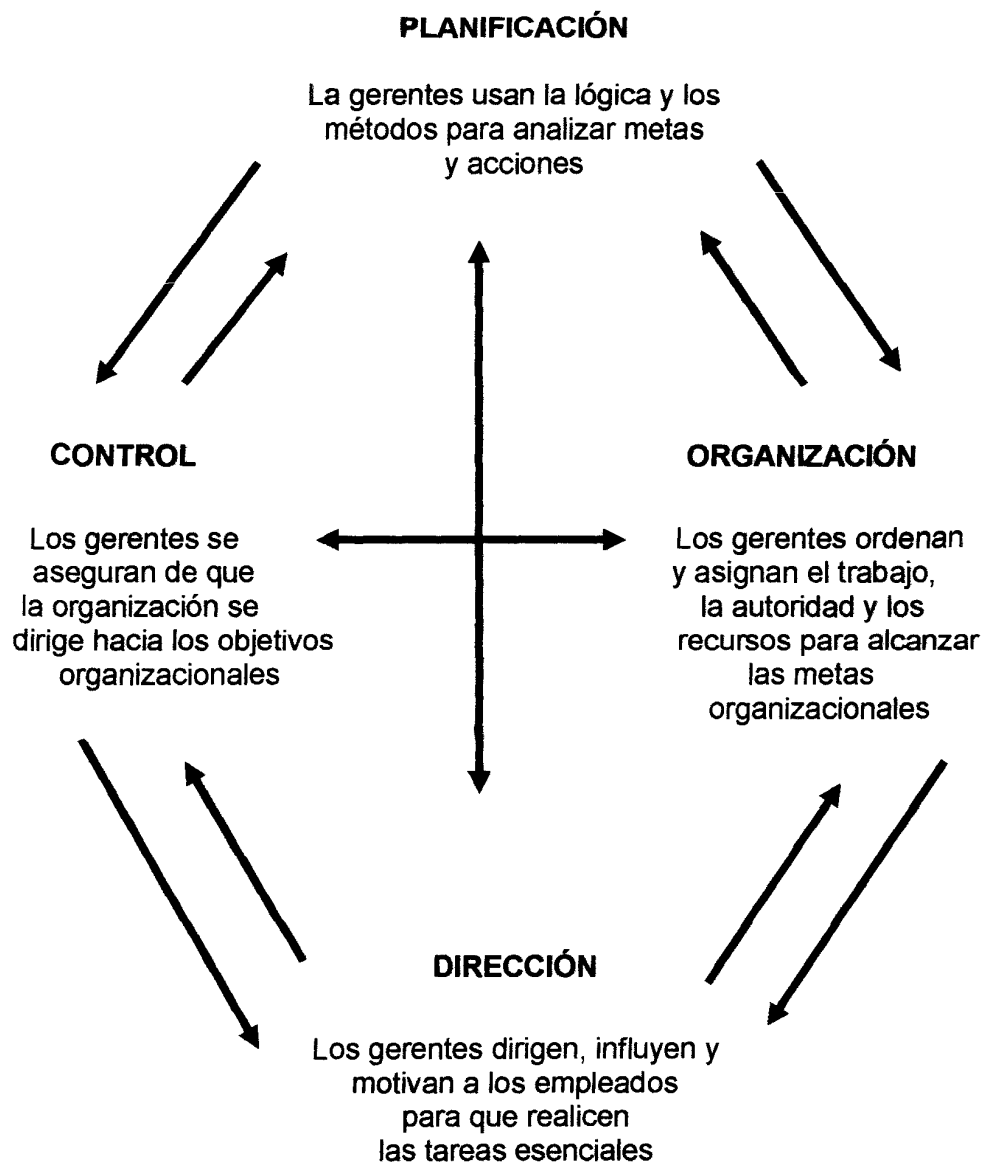 PLANIFICACIÓN
La gerentes usan la lógica y los
métodos para analizar metas
y acciones
CONTROL
Los gerentes se
aseguran de que
la organización se
dirige hacia los objetivos
organizacionales
ORGANIZACIÓN
Los gerentes ordenan
y asignan el trabajo,
la autoridad y los
recursos para alcanzar
las metas
organizacionales
DIRECCIÓN
Los gerentes dirigen, influyen y
motivan a los empleados
para que realicen
las tareas esenciales